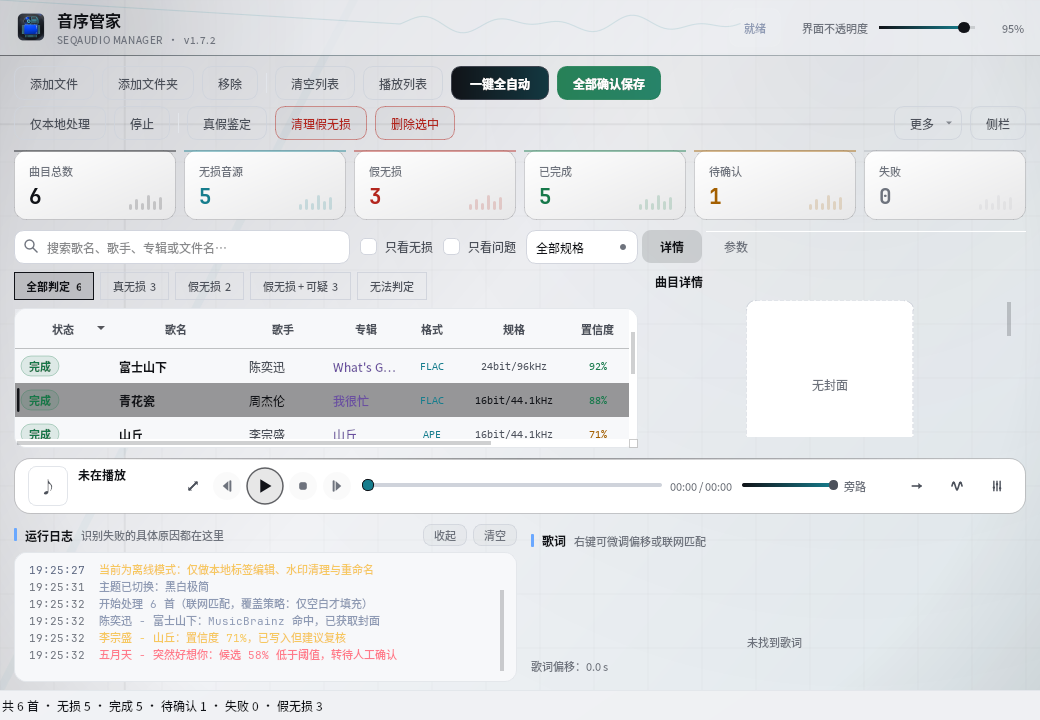 音序管家
SEQAUDIO MANAGER · v1.7.2
就绪
界面不透明度
95%
添加文件 添加文件夹 移除 清空列表 播放列表 一键全自动 全部确认保存
仅本地处理 停止 真假鉴定 清理假无损 删除选中 更多 侧栏
曲目总数 无损音源 假无损 已完成 待确认 失败
6 5 3 5 1 0
搜索歌名、歌手、专辑或文件名… 只看无损 只看问题 全部规格 详情 参数
全部判定 6 真无损 3 假无损 2 假无损+可疑 3 无法判定
曲目详情
无封面
状态 歌名 歌手 专辑 格式 规格 置信度
完成 富士山下 陈奕迅 What's G… FLAC 24bit/96kHz 92%
完成 青花瓷 周杰伦 我很忙 FLAC 16bit/44.1kHz 88%
完成 山丘 李宗盛 山丘 APE 16bit/44.1kHz 71%
未在播放
00:00/00:00 旁路
运行日志 识别失败的具体原因都在这里 收起 清空
19:25:27 当前为离线模式：仅做本地标签编辑、水印清理与重命名
19:25:31 主题已切换：黑白极简
19:25:32 开始处理 6 首（联网匹配，覆盖策略：仅空白才填充）
19:25:32 陈奕迅 - 富士山下：MusicBrainz 命中，已获取封面
19:25:32 李宗盛 - 山丘：置信度 71%，已写入但建议复核
19:25:32 五月天 - 突然好想你：候选 58% 低于阈值，转待人工确认
歌词 右键可微调偏移或联网匹配
未找到歌词
歌词偏移：0.0 s
共 6 首 · 无损 5 · 完成 5 · 待确认 1 · 失败 0 · 假无损 3